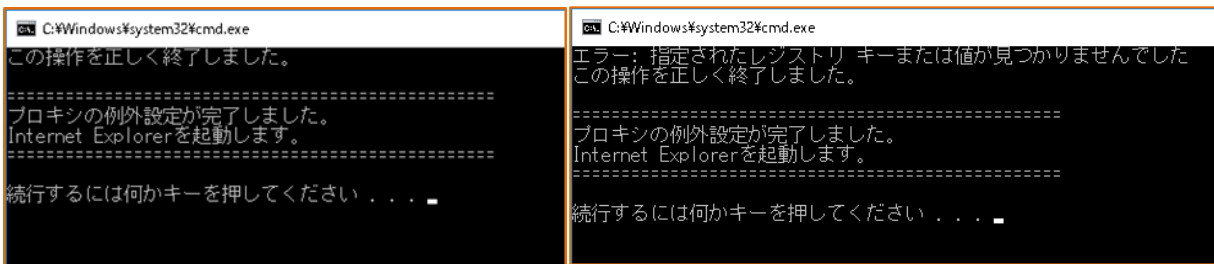 C:¥Windows¥system32¥cmd.exe
この操作を正しく終了しました。
==================================================
プロキシの例外設定が完了しました。
Internet Explorerを起動します。
==================================================
続行するには何かキーを押してください . . .
C:¥Windows¥system32¥cmd.exe
エラー: 指定されたレジストリ キーまたは値が見つかりませんでした
この操作を正しく終了しました。
==================================================
プロキシの例外設定が完了しました。
Internet Explorerを起動します。
==================================================
続行するには何かキーを押してください . . .